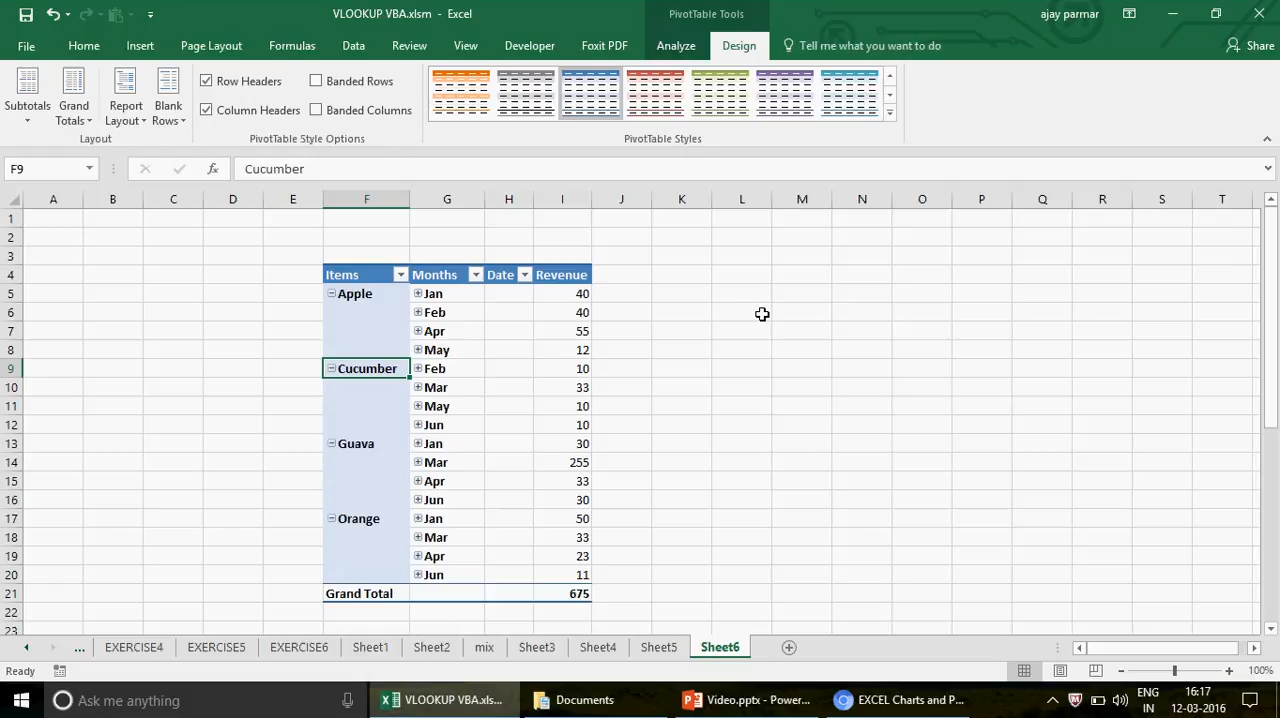 VLOOKUP VBA.xlsm - Excel
PivotTable Tools
ajay parmar
File Home Insert Page Layout Formulas Data Review View Developer Foxit PDF Analyze Design Tell me what you want to do Share
Subtotals
Grand Totals
Report Layout
Blank Rows
Row Headers
Banded Rows
Column Headers
Banded Columns
Layout
PivotTable Style Options
PivotTable Styles
F9
fx
Cucumber
A B C D E F G H I J K L M N O P Q R S T
1
2
3
4 Items Months Date Revenue
5 Apple Jan 40
6 Feb 40
7 Apr 55
8 May 12
9 Cucumber Feb 10
10 Mar 33
11 May 10
12 Jun 10
13 Guava Jan 30
14 Mar 255
15 Apr 33
16 Jun 30
17 Orange Jan 50
18 Mar 33
19 Apr 23
20 Jun 11
21 Grand Total 675
22
23
... EXERCISE4 EXERCISE5 EXERCISE6 Sheet1 Sheet2 mix Sheet3 Sheet4 Sheet5 Sheet6
Ready
100%
Ask me anything
VLOOKUP VBA.xls...
Documents
Video.pptx - Power...
EXCEL Charts and P...
ENG
IN
16:17
12-03-2016